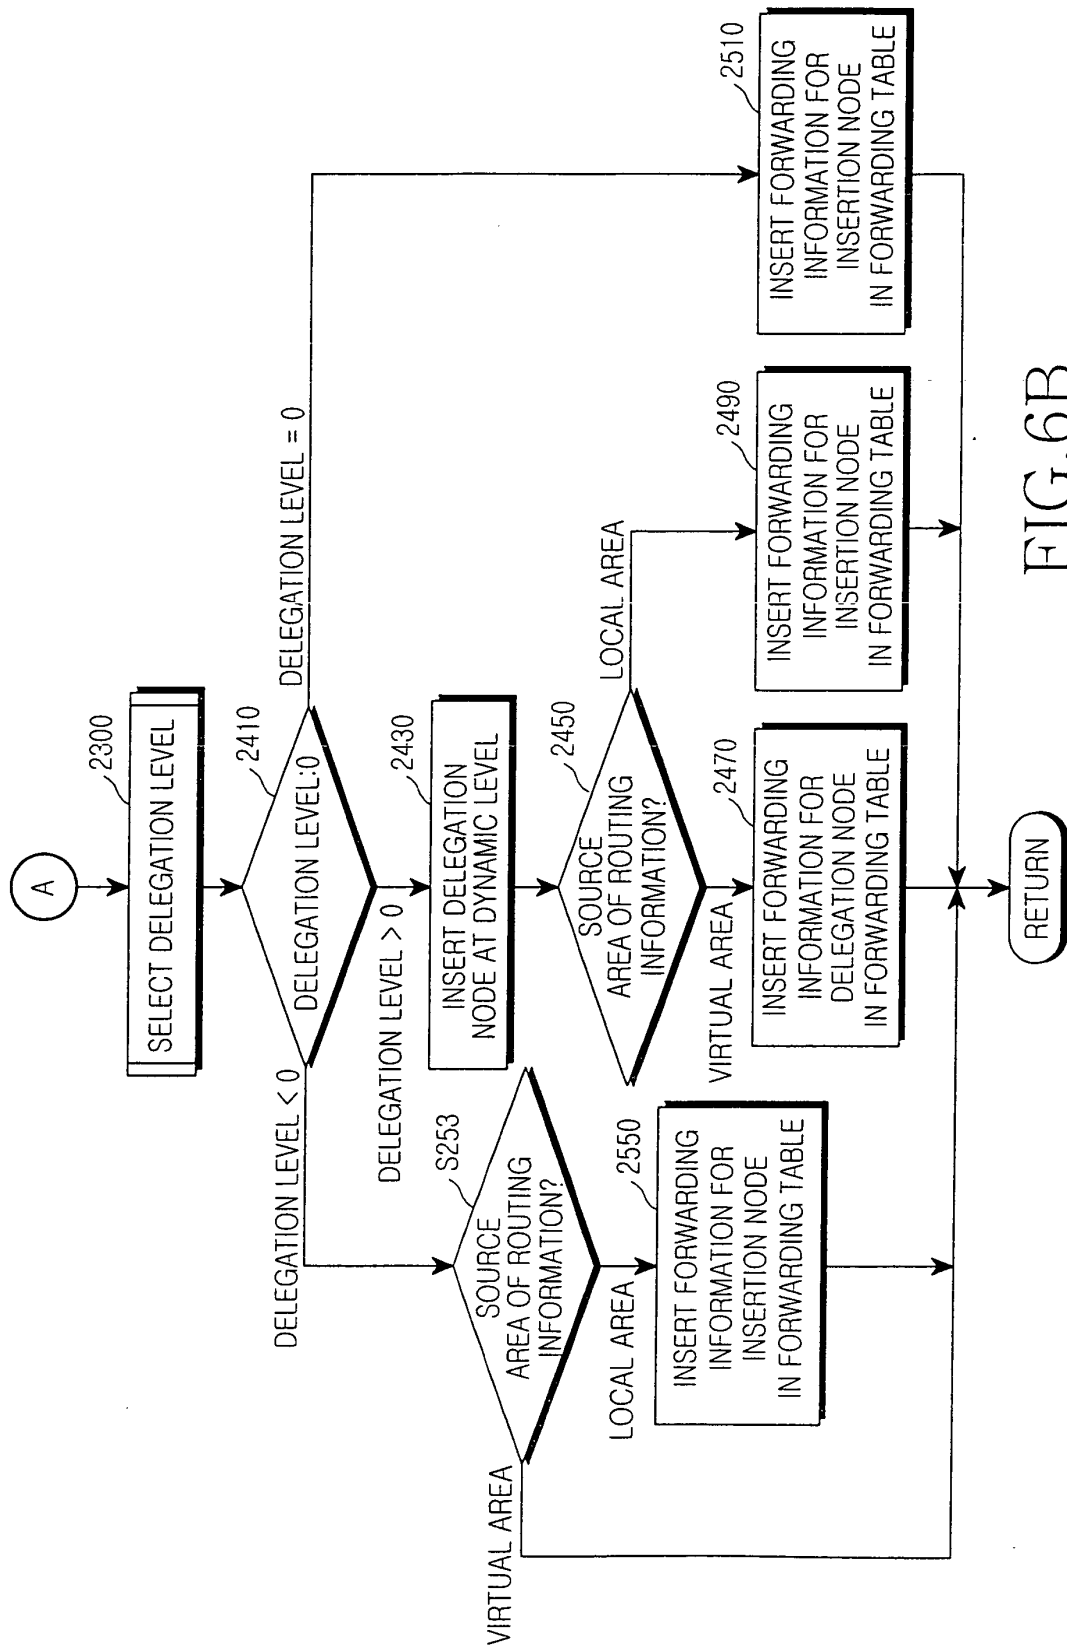 A
2300
SELECT DELEGATION LEVEL
2410
DELEGATION LEVEL:0
DELEGATION LEVEL < 0
DELEGATION LEVEL = 0
DELEGATION LEVEL > 0
2430
INSERT DELEGATION
NODE AT DYNAMIC LEVEL
S253
SOURCE
AREA OF ROUTING
INFORMATION?
2450
SOURCE
AREA OF ROUTING
INFORMATION?
VIRTUAL AREA
LOCAL AREA
VIRTUAL AREA
LOCAL AREA
2550
INSERT FORWARDING
INFORMATION FOR
INSERTION NODE
IN FORWARDING TABLE
2470
INSERT FORWARDING
INFORMATION FOR
DELEGATION NODE
IN FORWARDING TABLE
2490
INSERT FORWARDING
INFORMATION FOR
INSERTION NODE
IN FORWARDING TABLE
2510
INSERT FORWARDING
INFORMATION FOR
INSERTION NODE
IN FORWARDING TABLE
RETURN
FIG.6B